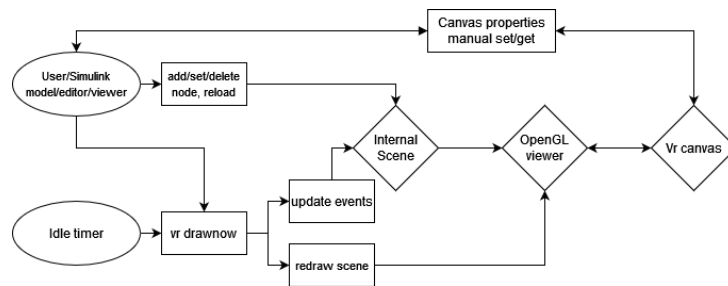 Canvas properties
manual set/get
User/Simulink
model/editor/viewer
add/set/delete
node, reload
Internal
Scene
OpenGL
viewer
Vr canvas
update events
Idle timer
vr drawnow
redraw scene